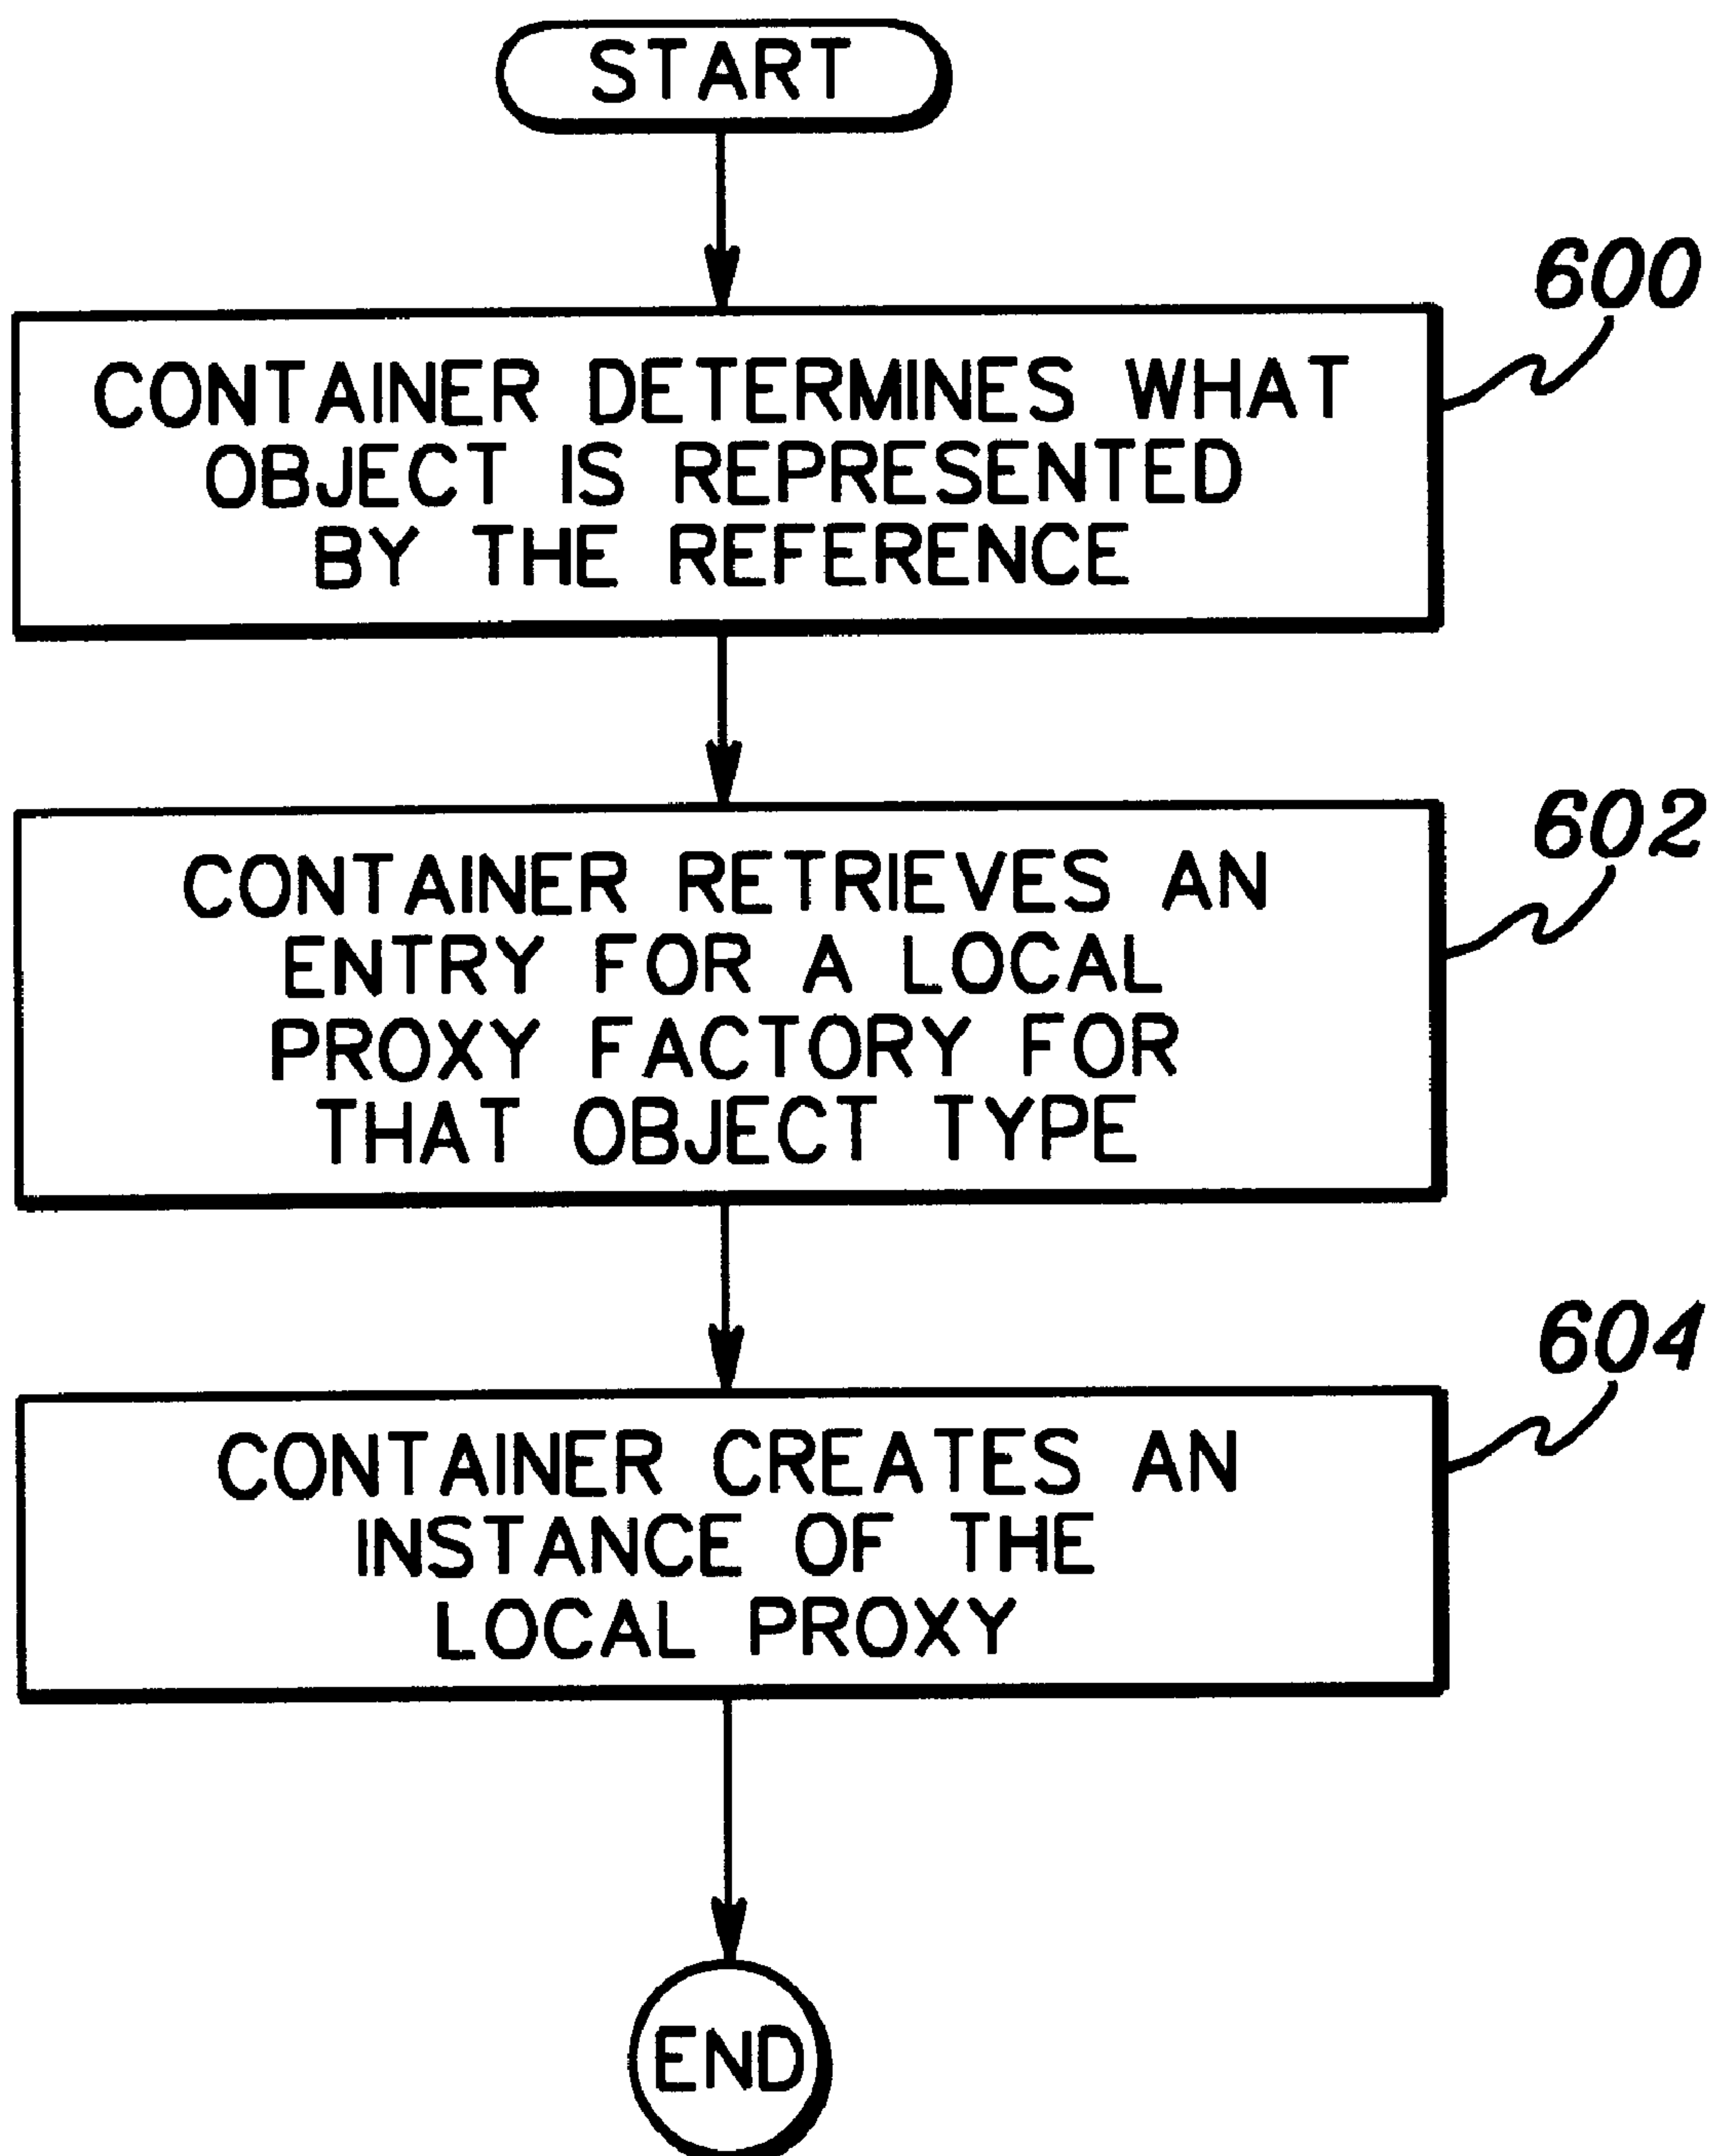 START
600
CONTAINER DETERMINES WHAT
OBJECT IS REPRESENTED
BY THE REFERENCE
602
CONTAINER RETRIEVES AN
ENTRY FOR A LOCAL
PROXY FACTORY FOR
THAT OBJECT TYPE
604
CONTAINER CREATES AN
INSTANCE OF THE
LOCAL PROXY
END